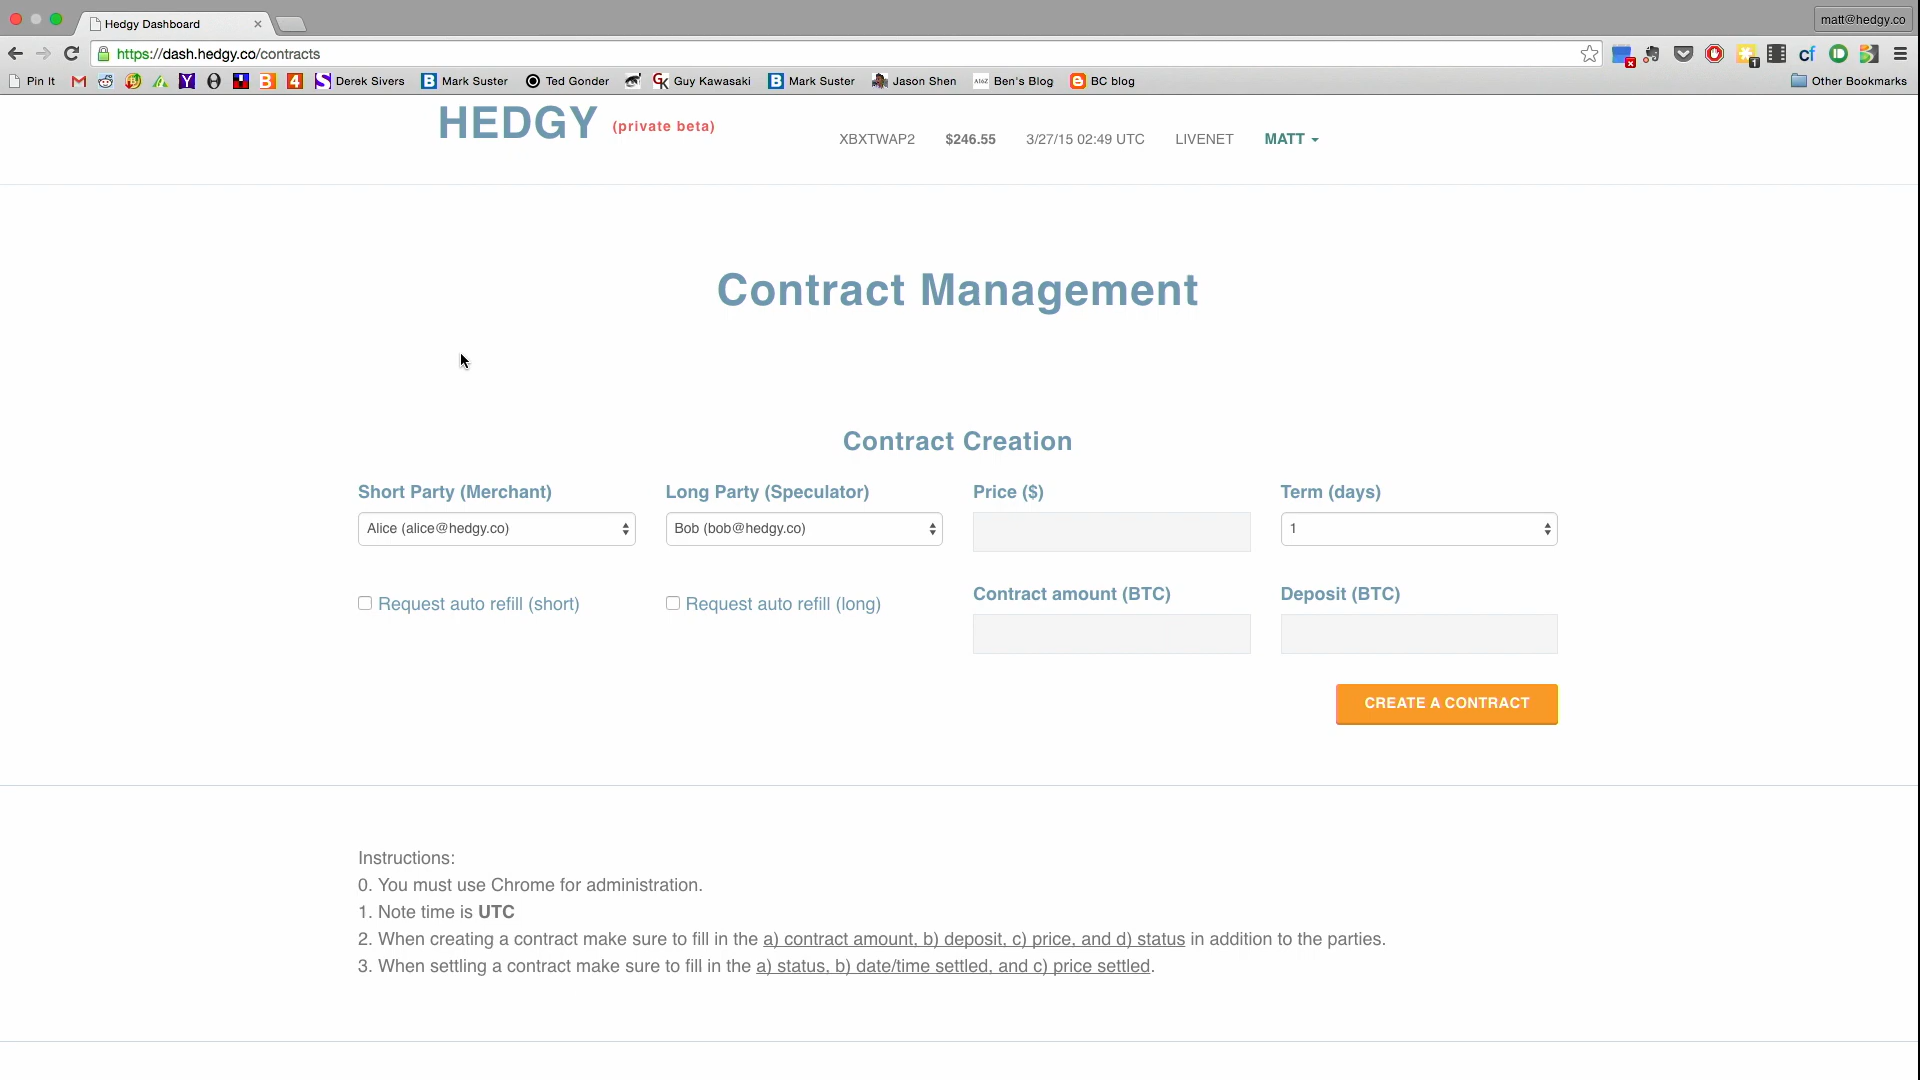 Hedgy Dashboard
matt@hedgy.co
https://dash.hedgy.co/contracts
Pin It
Derek Sivers
Mark Suster
Ted Gonder
Guy Kawasaki
Mark Suster
Jason Shen
Ben's Blog
BC blog
Other Bookmarks
HEDGY (private beta)
XBXTWAP2 $246.55 3/27/15 02:49 UTC LIVENET MATT
Contract Management
Contract Creation
Short Party (Merchant) Long Party (Speculator) Price ($) Term (days)
Alice (alice@hedgy.co) Bob (bob@hedgy.co) 1
Contract amount (BTC) Deposit (BTC)
Request auto refill (short) Request auto refill (long)
CREATE A CONTRACT
Instructions:
0. You must use Chrome for administration.
1. Note time is UTC
2. When creating a contract make sure to fill in the a) contract amount, b) deposit, c) price, and d) status in addition to the parties.
3. When settling a contract make sure to fill in the a) status, b) date/time settled, and c) price settled.